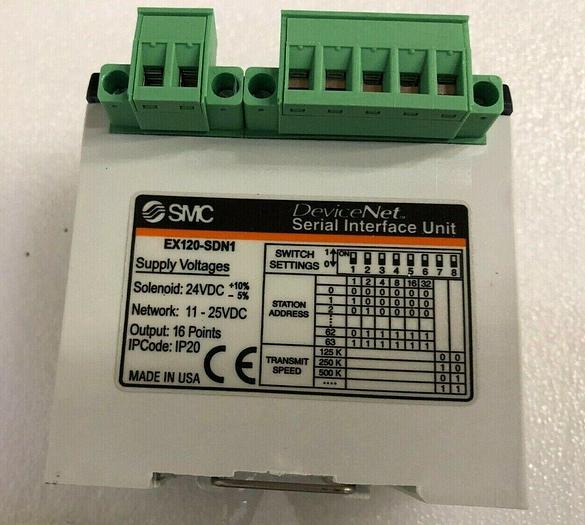 SMC
DeviceNet™
Serial Interface Unit
EX120-SDN1
Supply Voltages
Solenoid: 24VDC +10% - 5%
Network: 11 - 25VDC
Output: 16 Points
IPCode: IP20
MADE IN USA CE
SWITCH SETTINGS 1 0 ON
1 2 3 4 5 6 7 8
1 2 4 8 16 32
STATION ADDRESS
0 0 0 0 0 0 0
1 1 0 0 0 0 0
2 0 1 0 0 0 0
62 0 1 1 1 1 1
63 1 1 1 1 1 1
TRANSMIT SPEED
125 K 0 0
250 K 1 0
500 K 0 1
.... 1 1